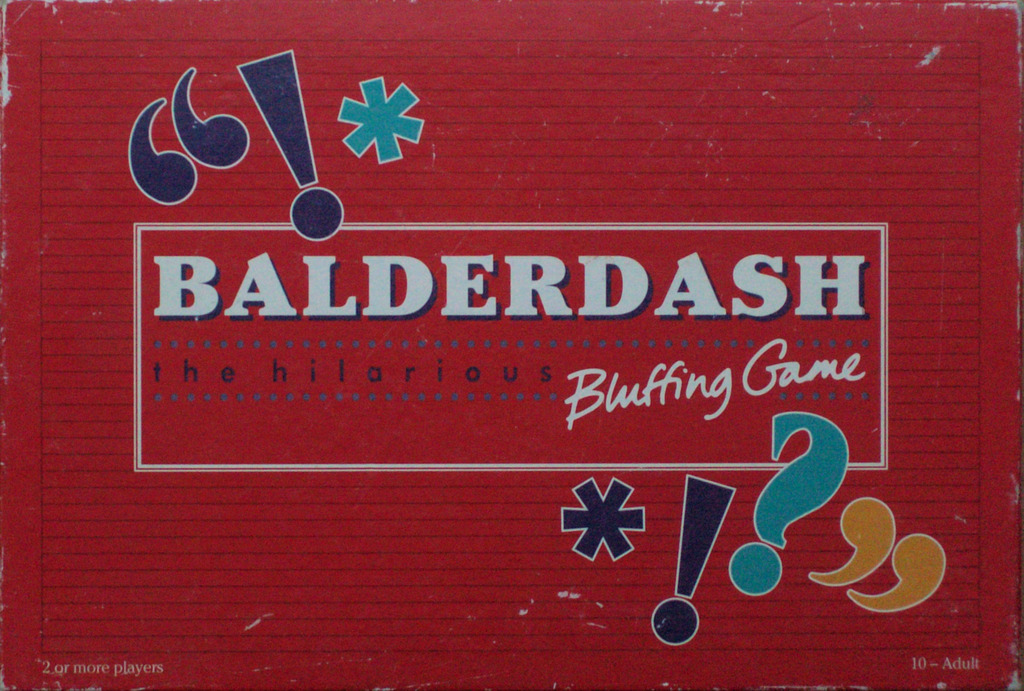 “! *
BALDERDASH
the hilarious Bluffing Game
* ! ? ”
2 or more players
10 – Adult